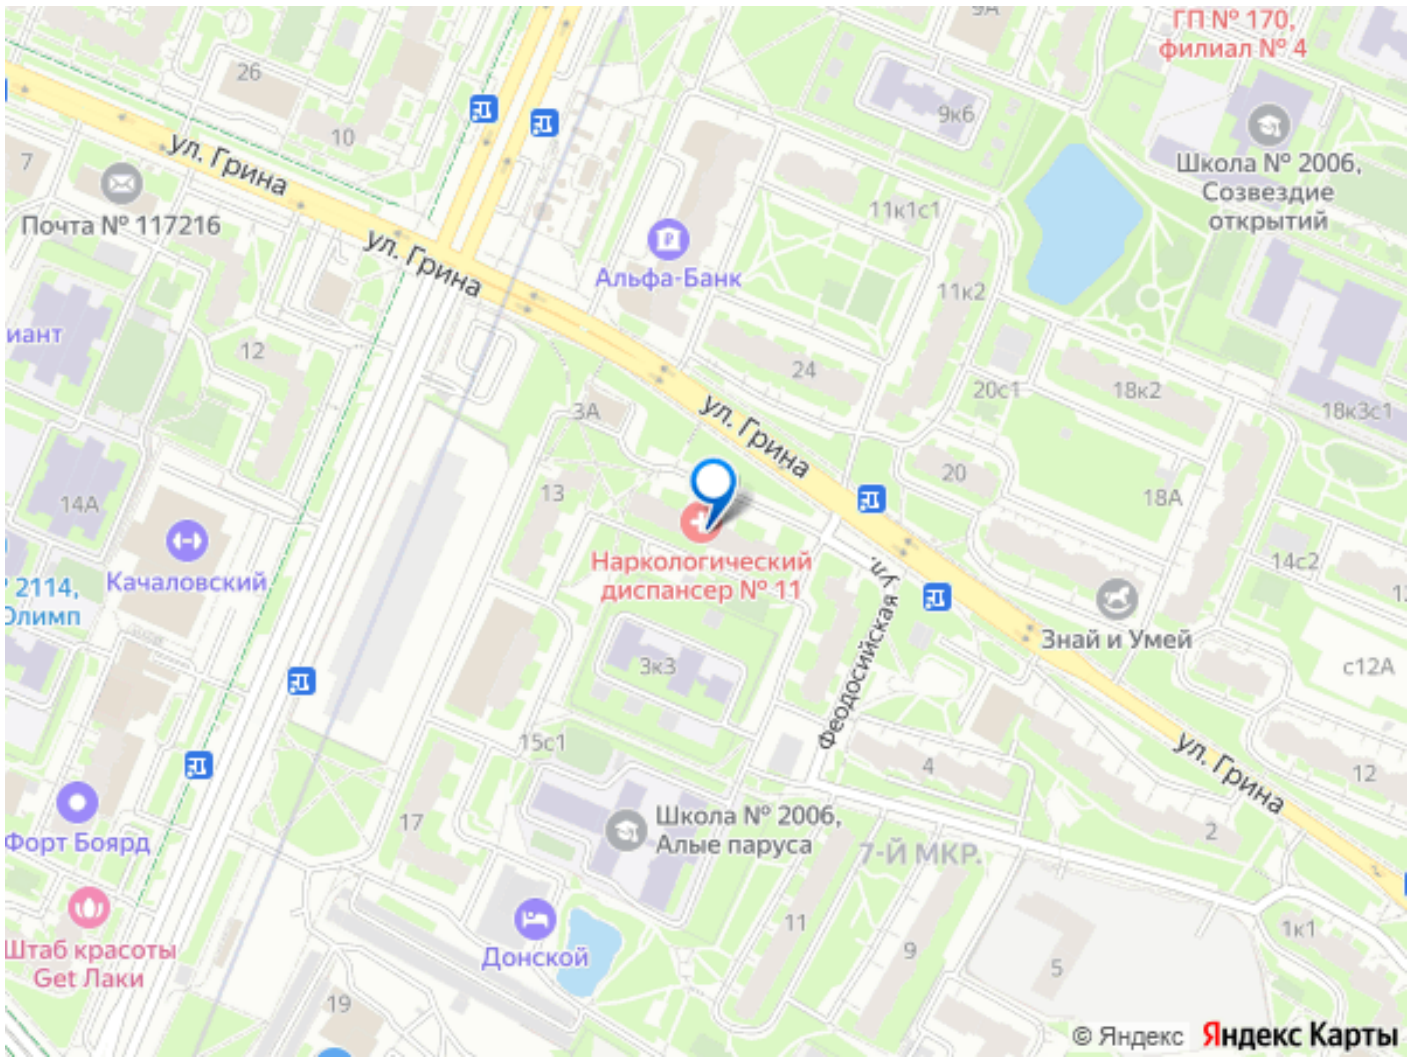 9А
ГП № 170,
филиал № 4
26
10
9к6
ул. Грина
7
Школа № 2006,
Созвездие
открытий
Почта № 117216
11к1с1
ул. Грина
Альфа-Банк
11к2
иант
12
24
20с1
18к2
18к3с1
3А
ул. Грина
20
18А
14А
13
Качаловский
Наркологический
диспансер № 11
Феодосийская ул.
14с2
2114,
Олимп
Знай и Умей
3к3
с12А
15с1
4
ул. Грина
12
Форт Боярд
17
Школа № 2006,
Алые паруса
7-Й МКР.
2
Штаб красоты
Get Лаки
Донской
11
9
5
1к1
19
© Яндекс Яндекс Карты